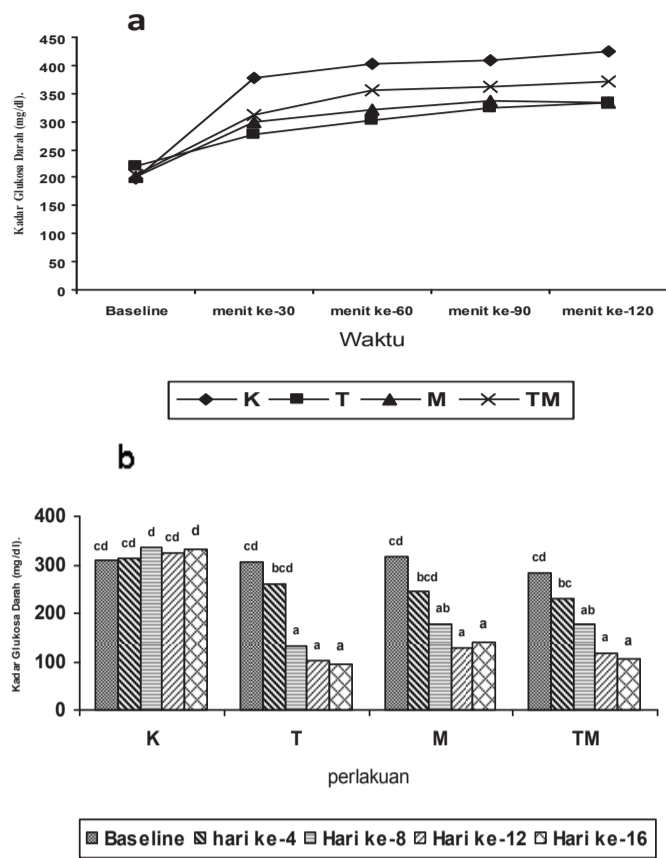 a
Kadar Glukosa Darah (mg/dl).
450
400
350
300
250
200
150
100
50
0
Baseline menit ke-30 menit ke-60 menit ke-90 menit ke-120
Waktu
K T M TM
b
Kadar Glukosa Darah (mg/dl).
400
300
200
100
0
cd cd d cd d cd bcd a a a cd bcd ab a a cd bc ab a a
K T M TM
perlakuan
Baseline hari ke-4 Hari ke-8 Hari ke-12 Hari ke-16